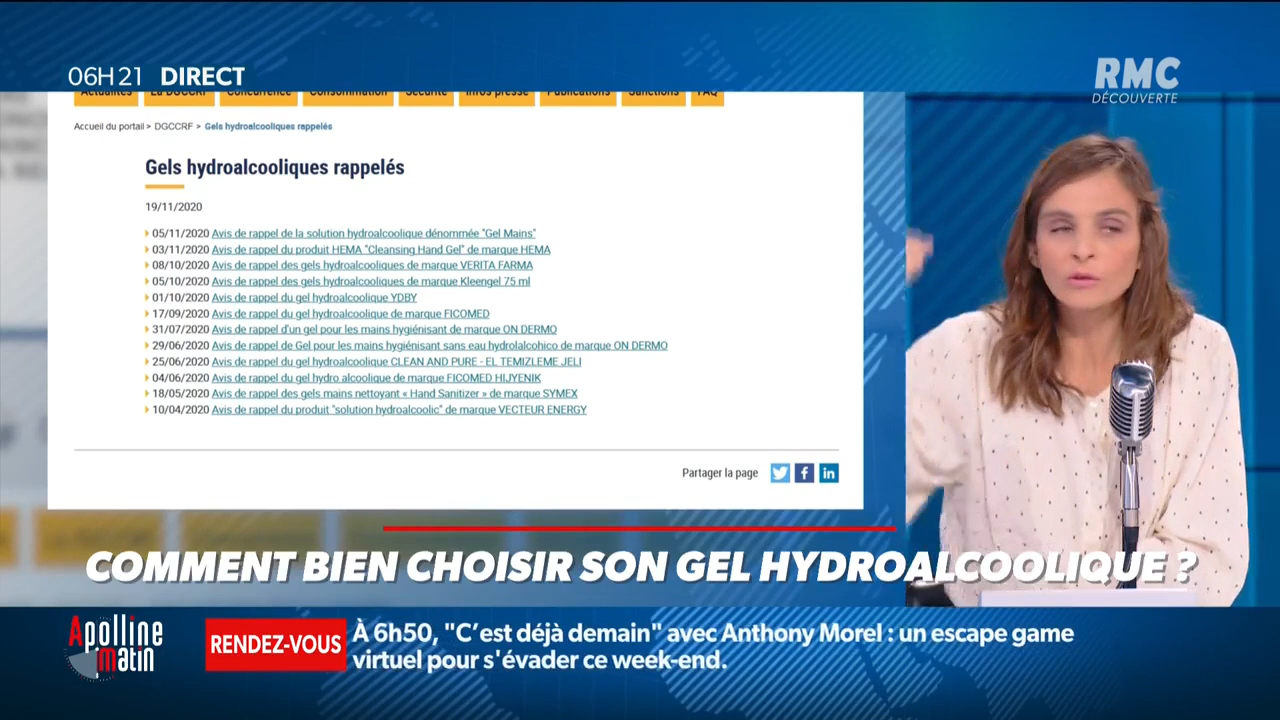 06H21 DIRECT
RMC
DÉCOUVERTE
Actualités La DGCCRF Concurrence Consommation Sécurité Infos presse Publications Sanctions FAQ
Accueil du portail > DGCCRF > Gels hydroalcooliques rappelés
Gels hydroalcooliques rappelés
19/11/2020
05/11/2020 Avis de rappel de la solution hydroalcoolique dénommée "Gel Mains"
03/11/2020 Avis de rappel du produit HEMA "Cleansing Hand Gel" de marque HEMA
08/10/2020 Avis de rappel des gels hydroalcooliques de marque VERITA FARMA
05/10/2020 Avis de rappel des gels hydroalcooliques de marque Kleengel 75 ml
01/10/2020 Avis de rappel du gel hydroalcoolique YDBY
17/09/2020 Avis de rappel du gel hydroalcoolique de marque FICOMED
31/07/2020 Avis de rappel d'un gel pour les mains hygiénisant de marque ON DERMO
29/06/2020 Avis de rappel de Gel pour les mains hygiénisant sans eau hydrolalcohico de marque ON DERMO
25/06/2020 Avis de rappel du gel hydroalcoolique CLEAN AND PURE - EL TEMIZLEME JELI
04/06/2020 Avis de rappel du gel hydro alcoolique de marque FICOMED HIJYENIK
18/05/2020 Avis de rappel des gels mains nettoyant « Hand Sanitizer » de marque SYMEX
10/04/2020 Avis de rappel du produit "solution hydroalcoolic" de marque VECTEUR ENERGY
Partager la page
COMMENT BIEN CHOISIR SON GEL HYDROALCOOLIQUE ?
Apolline
Matin
RENDEZ-VOUS
À 6h50, "C'est déjà demain" avec Anthony Morel : un escape game
virtuel pour s'évader ce week-end.